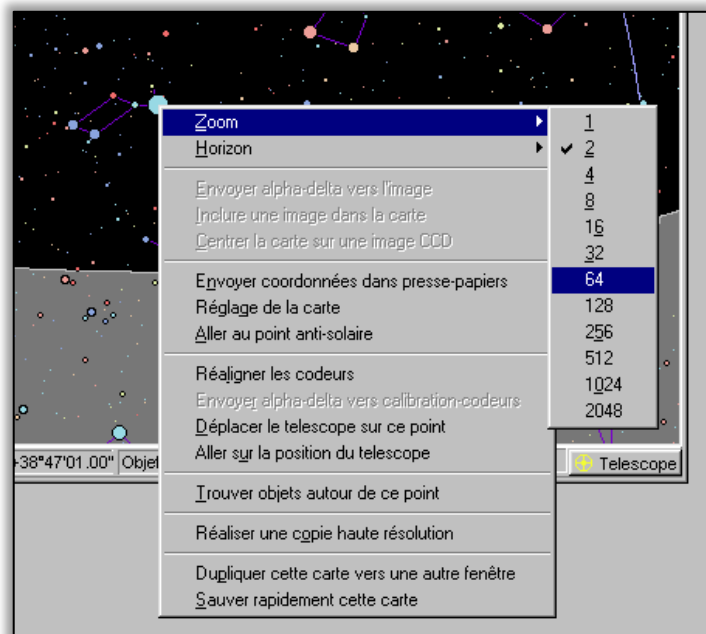 Zoom
Horizon
Envoyer alpha-delta vers l'image
Inclure une image dans la carte
Centrer la carte sur une image CCD
Envoyer coordonnées dans presse-papiers
Réglage de la carte
Aller au point anti-solaire
Réaligner les codeurs
Envoyer alpha-delta vers calibration-codeurs
Déplacer le telescope sur ce point
Aller sur la position du telescope
Trouver objets autour de ce point
Réaliser une copie haute résolution
Dupliquer cette carte vers une autre fenêtre
Sauver rapidement cette carte
1
2
4
8
16
32
64
128
256
512
1024
2048
+38°47'01.00"
Telescope